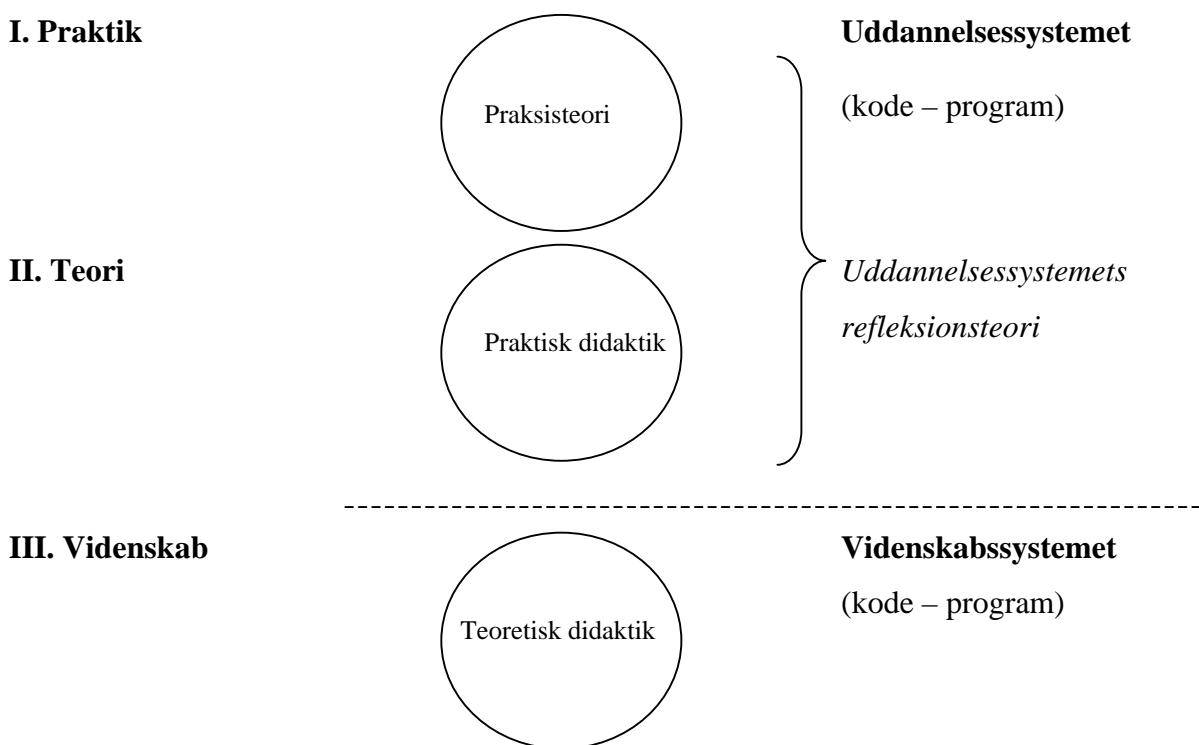 I. Praktik
Uddannelsessystemet
Praksisteori
(kode – program)
II. Teori
Uddannelsessystemets
refleksionsteori
Praktisk didaktik
III. Videnskab
Videnskabssystemet
(kode – program)
Teoretisk didaktik